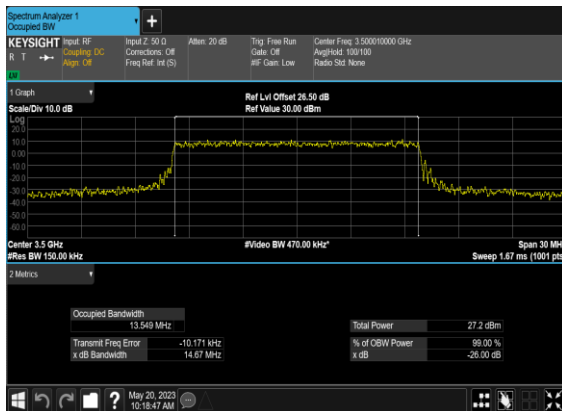 Spectrum Analyzer 1
Occupied BW
KEYSIGHT
R T
Input: RF
Coupling: DC
Align: Off
Input Z: 50 Ω
Corrections: Off
Freq Ref: Int (S)
Atten: 20 dB
Trig: Free Run
Gate: Off
#IF Gain: Low
Center Freq: 3.500010000 GHz
Avg|Hold: 100/100
Radio Std: None
1 Graph
Scale/Div 10.0 dB
Ref Lvl Offset 26.50 dB
Ref Value 30.00 dBm
Log
20.0
10.0
0.00
-10.0
-20.0
-30.0
-40.0
-50.0
-60.0
Center 3.5 GHz
#Res BW 150.00 kHz
#Video BW 470.00 kHz*
Span 30 MH
Sweep 1.67 ms (1001 pts
2 Metrics
Occupied Bandwidth
13.549 MHz
Transmit Freq Error -10.171 kHz
x dB Bandwidth 14.67 MHz
Total Power 27.2 dBm
% of OBW Power 99.00 %
x dB -26.00 dB
?
May 20, 2023
10:18:47 AM